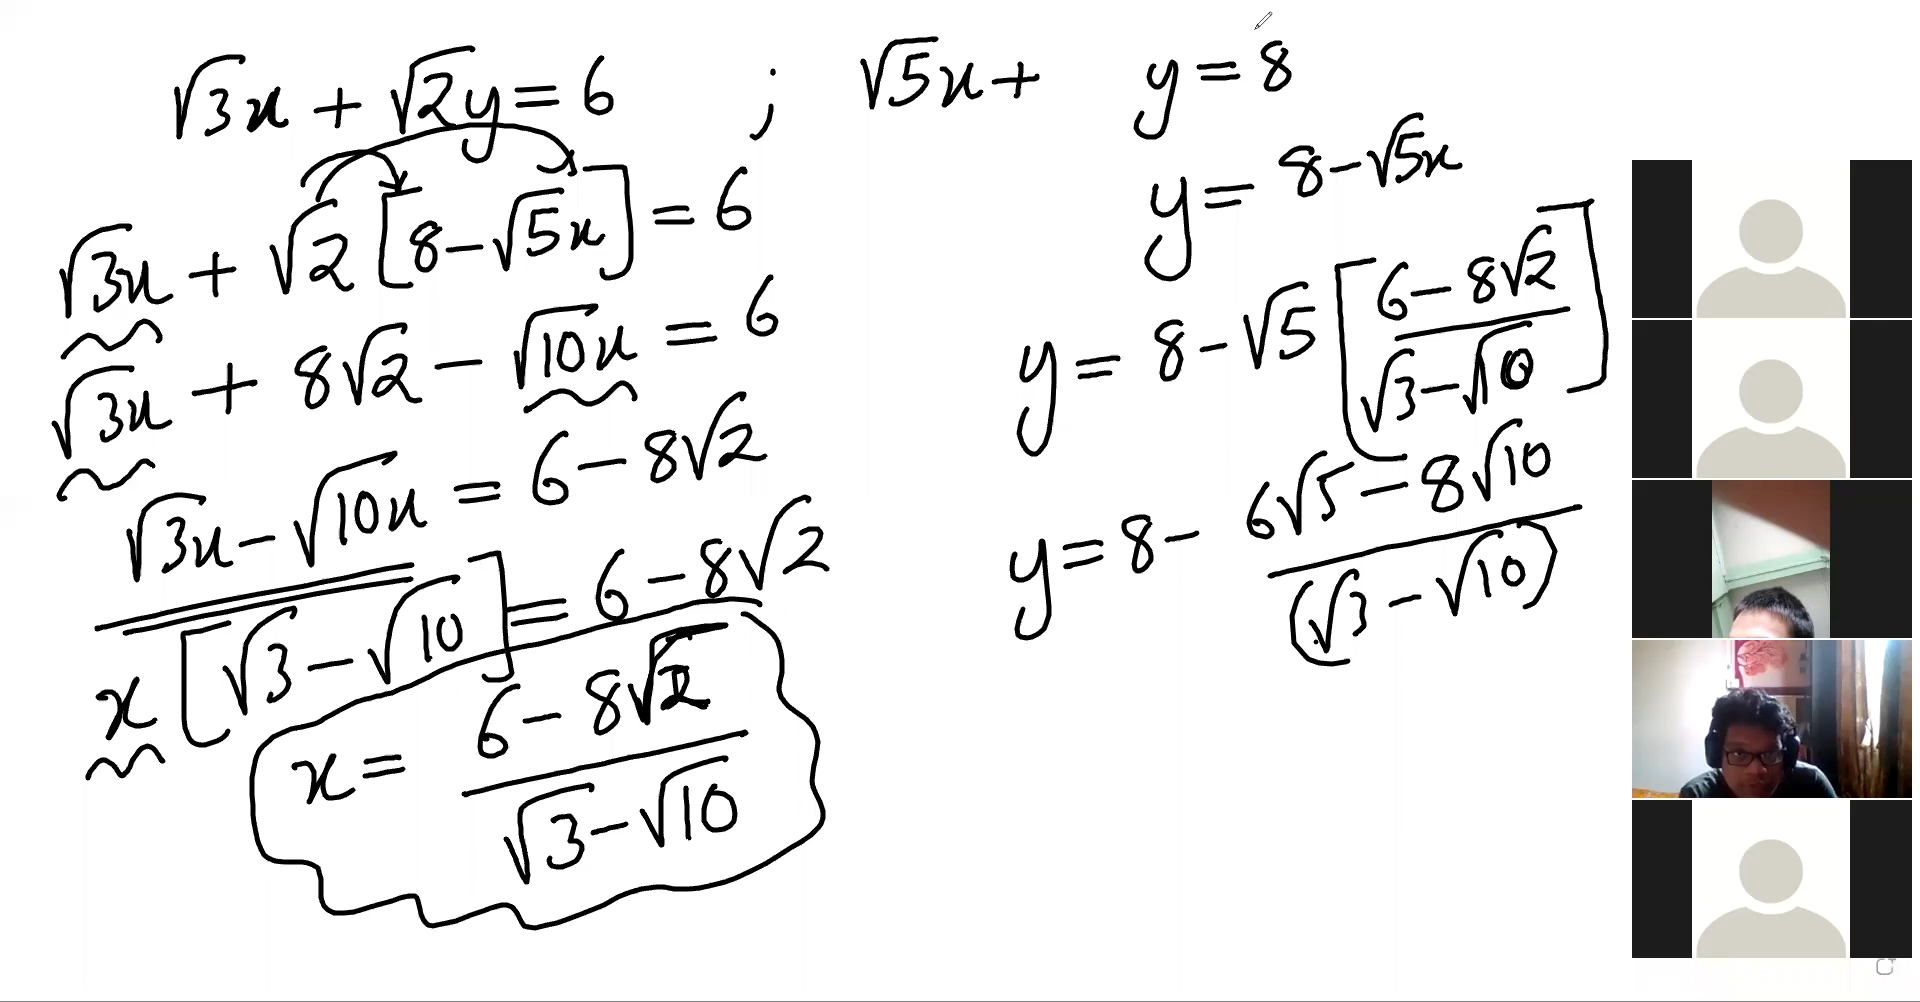 √3x + √2y = 6 ; √5x + y = 8
√3x + √2 [8 - √5x] = 6
√3x + 8√2 - √10x = 6
√3x - √10x = 6 - 8√2
x [√3 - √10] = 6 - 8√2
x = (6 - 8√2)/(√3 - √10)
y = 8 - √5x
y = 8 - √5 [(6 - 8√2)/(√3 - √10)]
y = 8 - (6√5 - 8√10)/(√3 - √10)